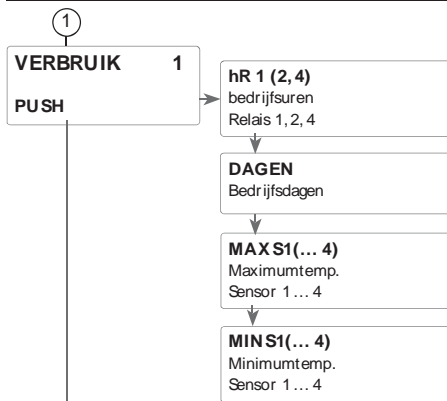 1
VERBRUIK 1
PUSH
hR 1 (2, 4)
bedrijfsuren
Relais 1, 2, 4
DAGEN
Bedrijfsdagen
MAX S1(... 4)
Maximumtemp.
Sensor 1 ... 4
MIN S1(... 4)
Minimumtemp.
Sensor 1 ... 4